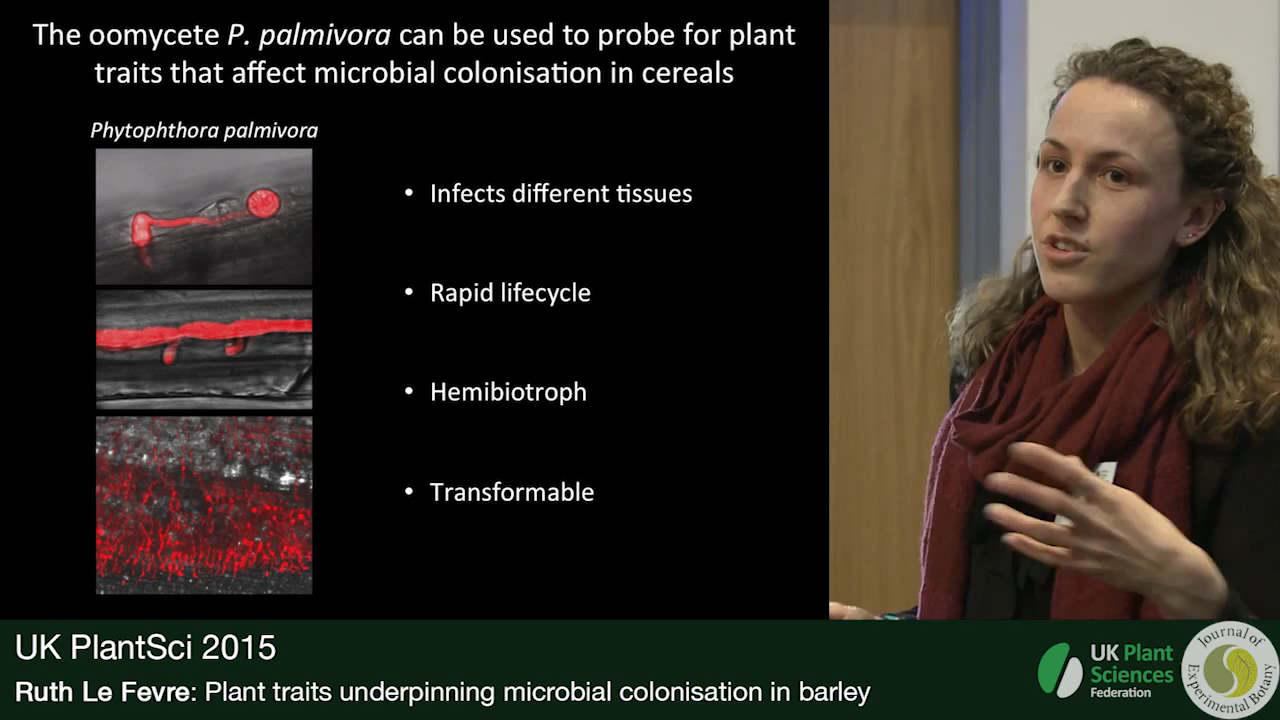 The oomycete P. palmivora can be used to probe for plant
traits that affect microbial colonisation in cereals
Phytophthora palmivora
• Infects different tissues
• Rapid lifecycle
• Hemibiotroph
• Transformable
UK PlantSci 2015
Ruth Le Fevre: Plant traits underpinning microbial colonisation in barley
UK Plant
Sciences
Federation
Journal of
Experimental Botany